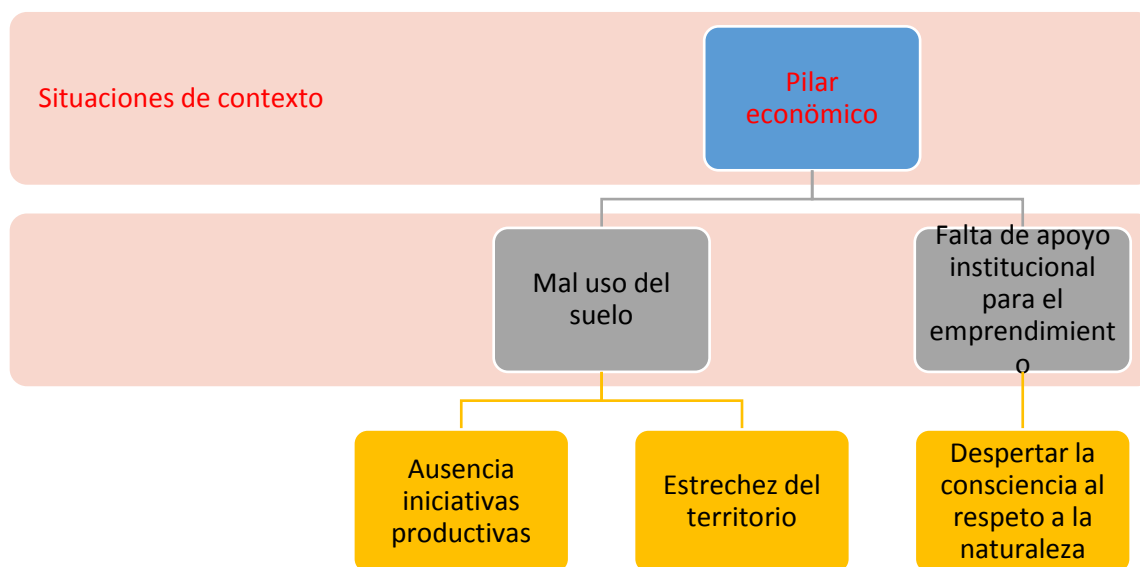 Situaciones de contexto
Pilar
econömico
Mal uso del
suelo
Falta de apoyo
institucional
para el
emprendimient
o
Ausencia
iniciativas
productivas
Estrechez del
territorio
Despertar la
consciencia al
respeto a la
naturaleza